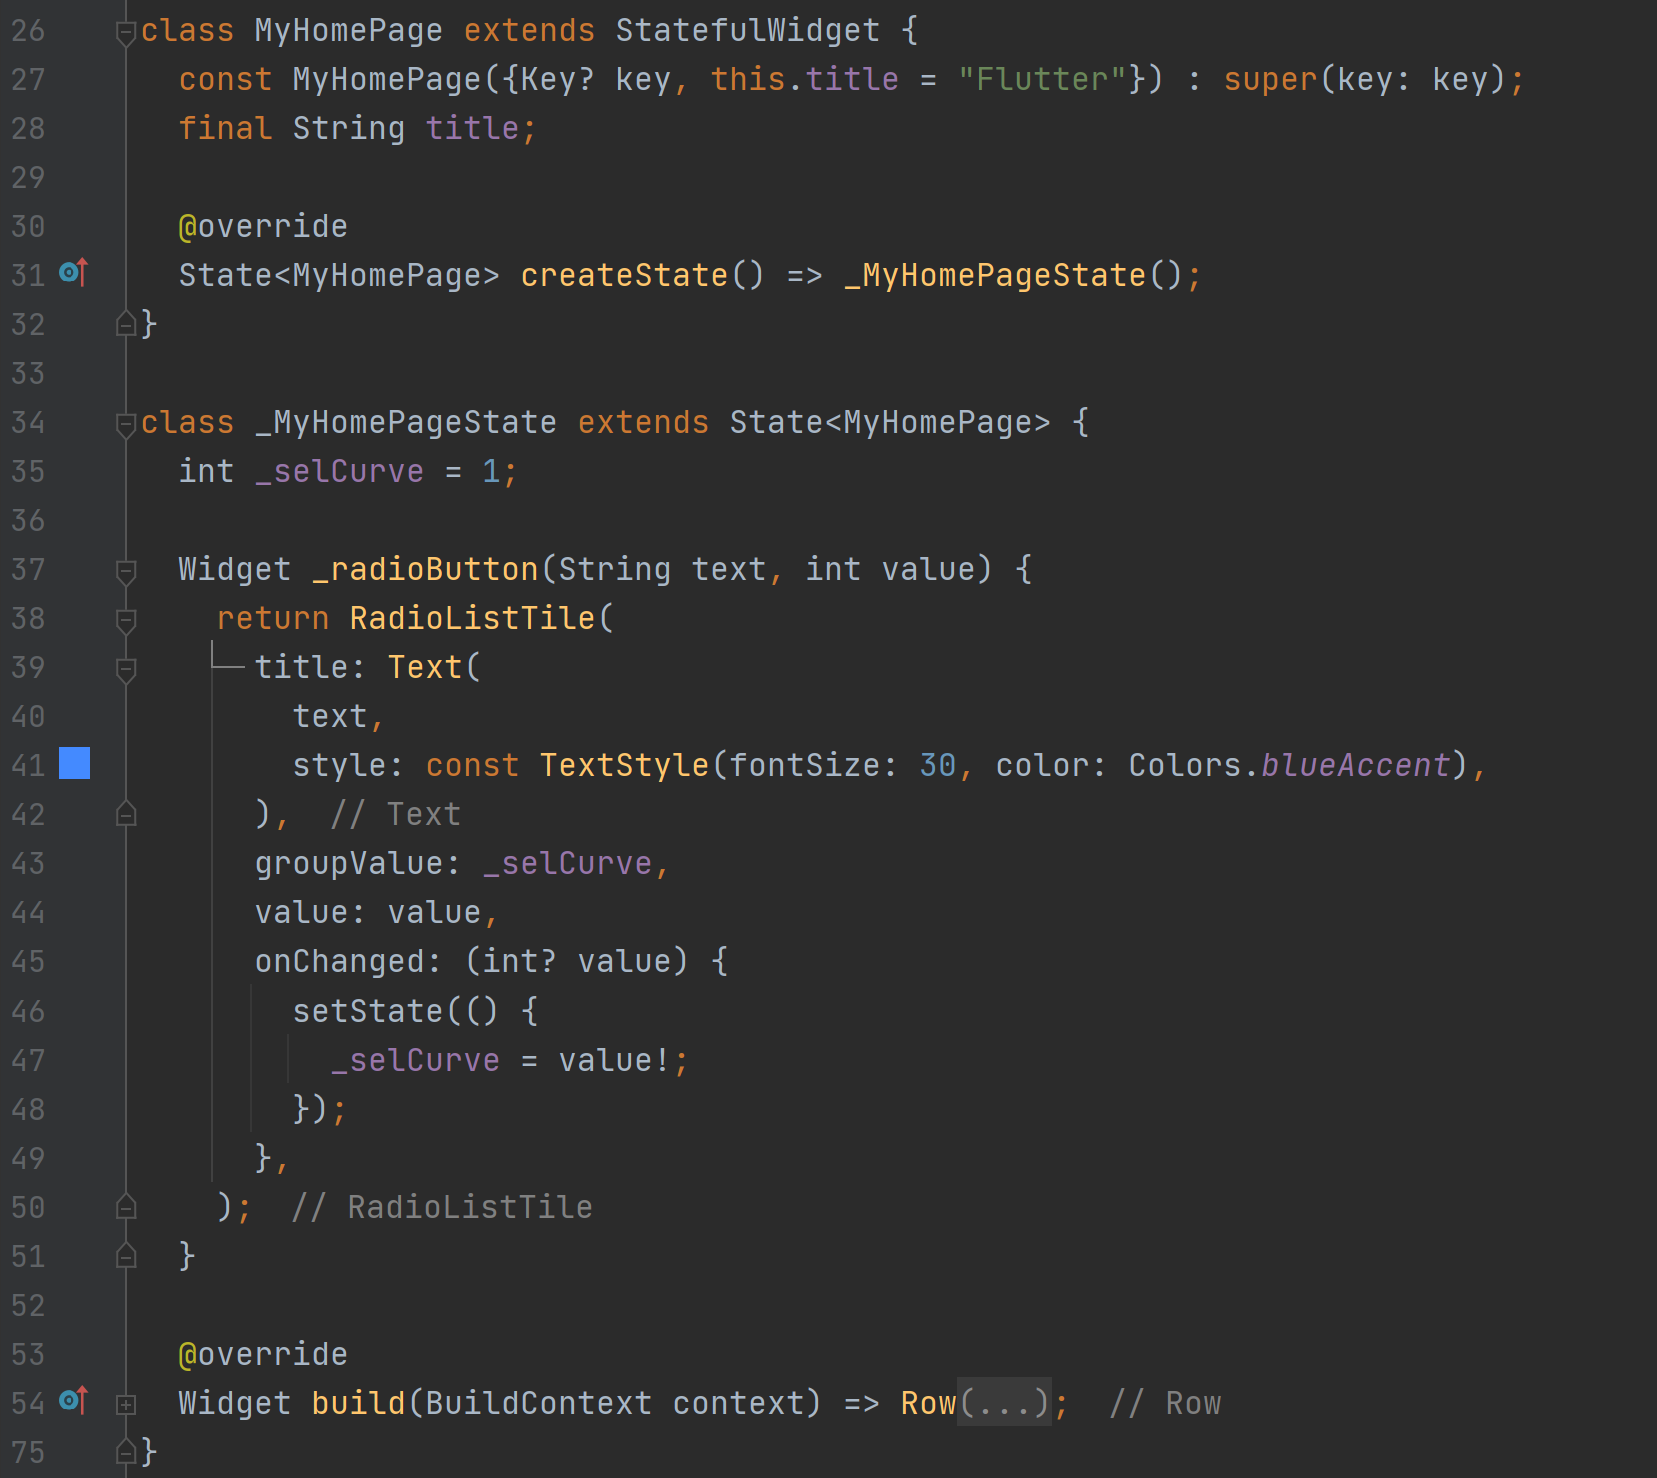 26 class MyHomePage extends StatefulWidget {
27   const MyHomePage({Key? key, this.title = "Flutter"}) : super(key: key);
28   final String title;
29
30   @override
31   State<MyHomePage> createState() => _MyHomePageState();
32 }
33
34 class _MyHomePageState extends State<MyHomePage> {
35   int _selCurve = 1;
36
37   Widget _radioButton(String text, int value) {
38     return RadioListTile(
39       title: Text(
40         text,
41         style: const TextStyle(fontSize: 30, color: Colors.blueAccent),
42       ),  // Text
43       groupValue: _selCurve,
44       value: value,
45       onChanged: (int? value) {
46         setState(() {
47           _selCurve = value!;
48         });
49       },
50     );  // RadioListTile
51   }
52
53   @override
54   Widget build(BuildContext context) => Row(...);  // Row
75 }